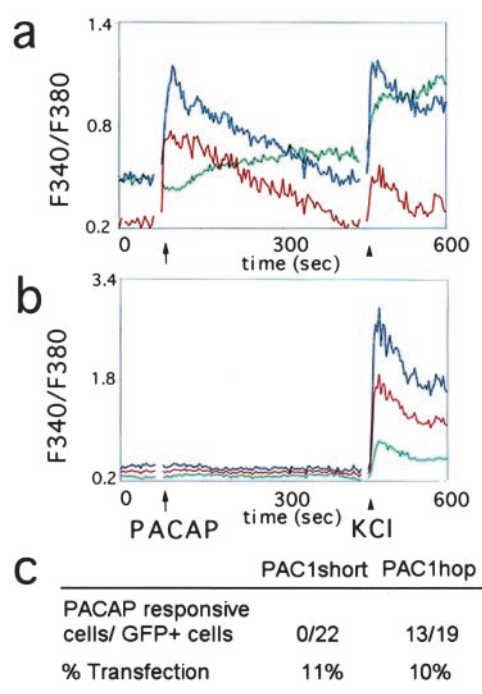 a
1.4
0.8
0.2
F340/F380
0 300 600
time (sec)
b
3.4
1.8
0.2
F340/F380
0 300 600
time (sec)
PACAP KCl
c
PAC1short PAC1hop
PACAP responsive
cells/ GFP+ cells 0/22 13/19
% Transfection 11% 10%